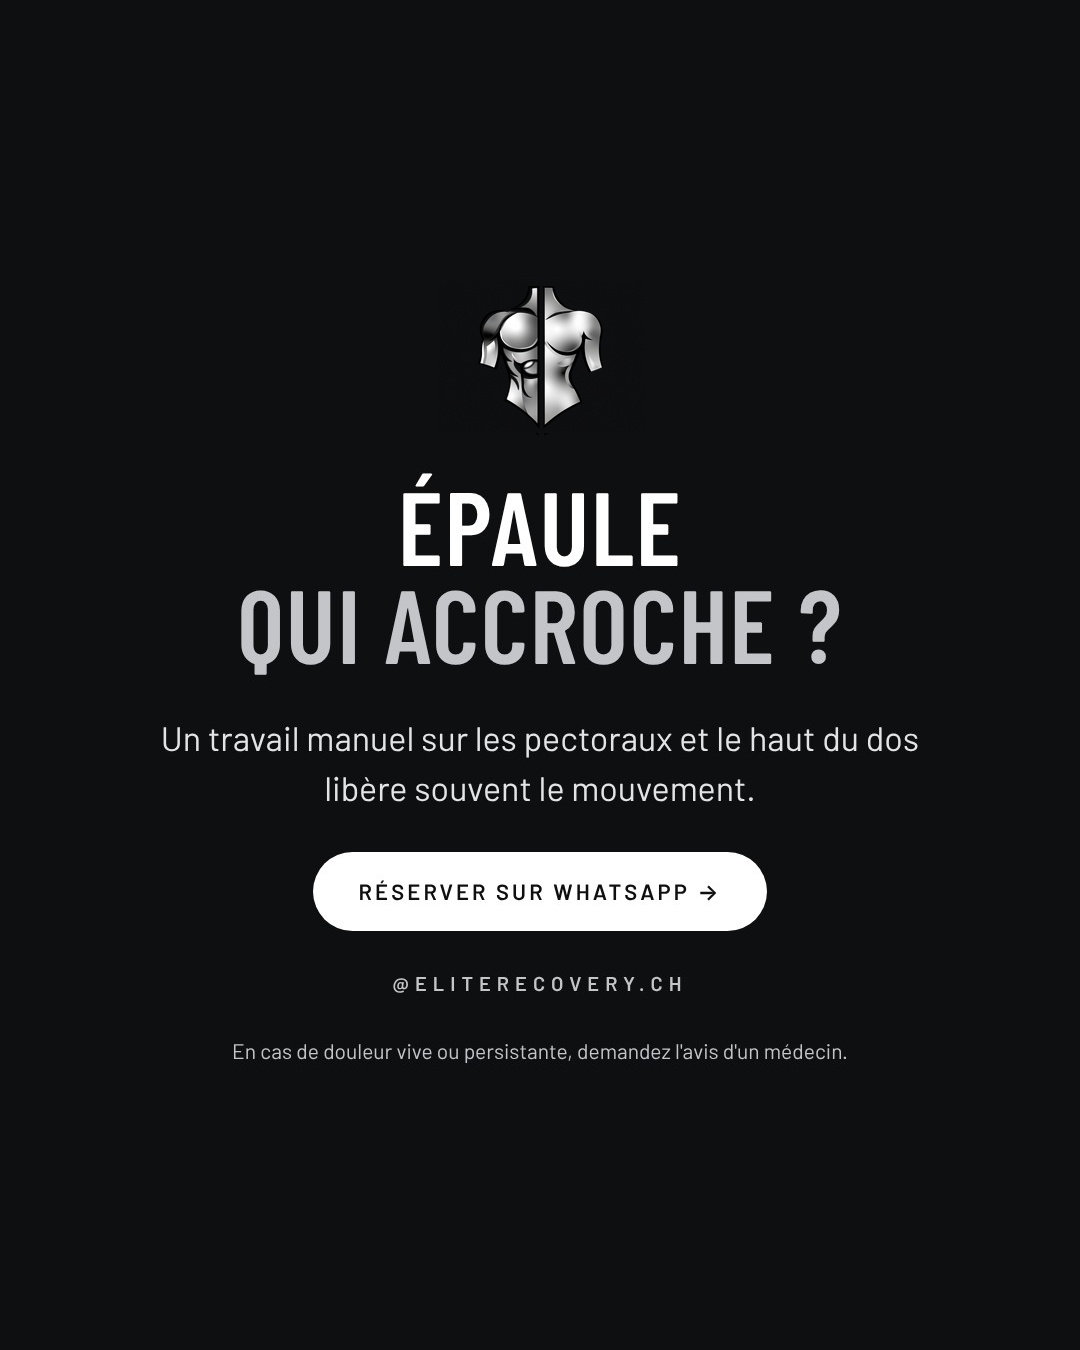 ÉPAULE
QUI ACCROCHE ?
Un travail manuel sur les pectoraux et le haut du dos
libère souvent le mouvement.
RÉSERVER SUR WHATSAPP →
@ELITERECOVERY.CH
En cas de douleur vive ou persistante, demandez l'avis d'un médecin.